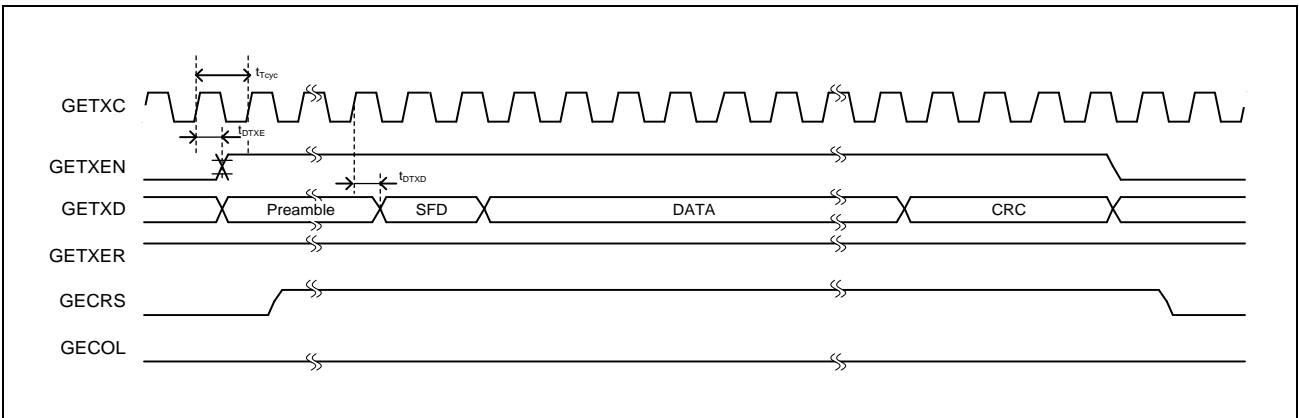 tTcyc
GETXC
tDTXE
GETXEN
tDTXD
GETXD Preamble SFD DATA CRC
GETXER
GECRS
GECOL